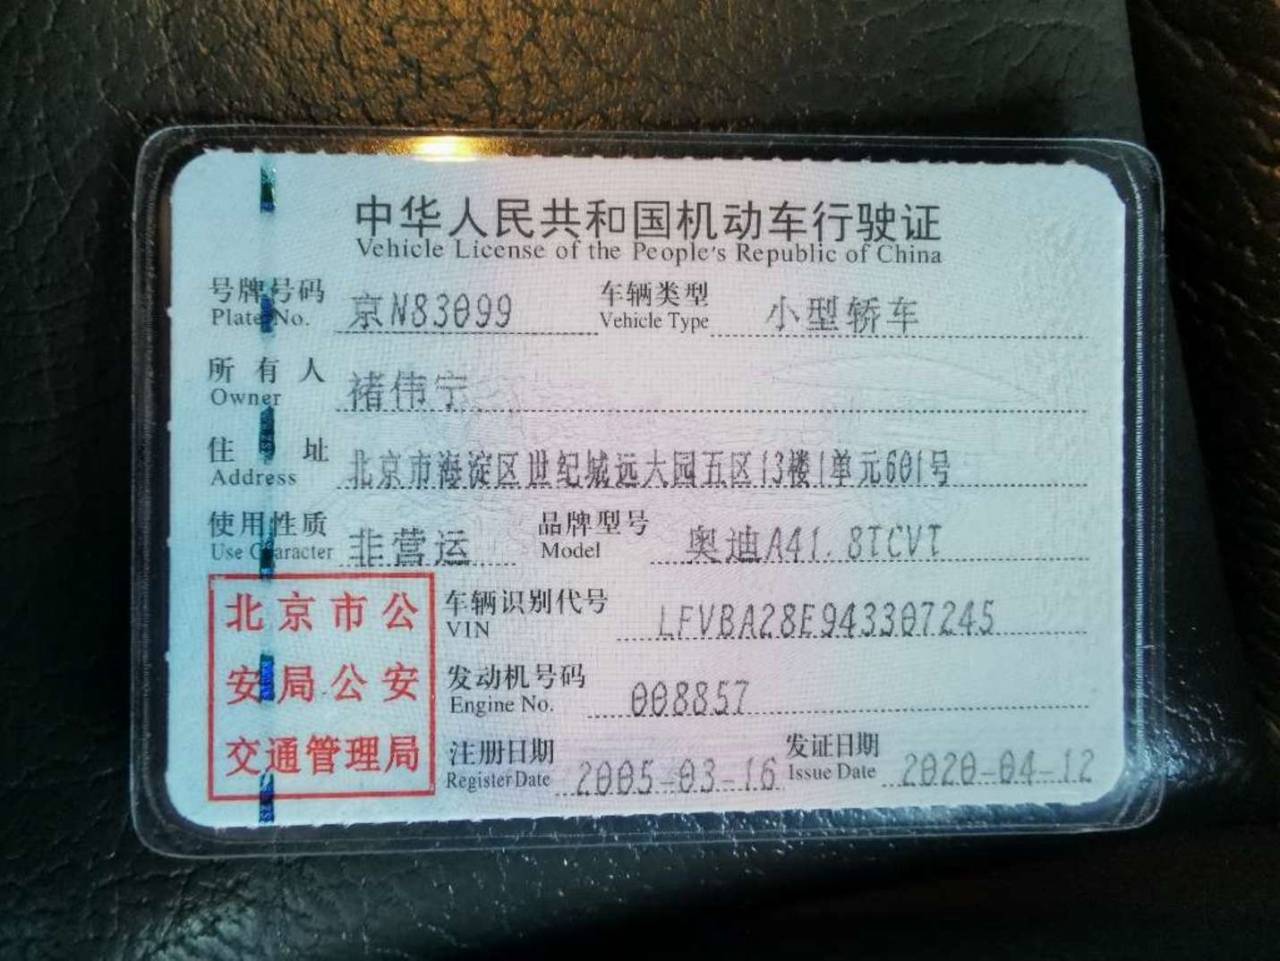 中华人民共和国机动车行驶证
Vehicle License of the People's Republic of China
号牌号码 京N83099 车辆类型 小型轿车
Plate No. Vehicle Type
所有人 褚伟宁
Owner
住址 北京市海淀区世纪城远大园五区13楼1单元601号
Address
使用性质 非营运 品牌型号 奥迪A41.8TCVT
Use Character Model
北京市公
安局公安
交通管理局
车辆识别代号 LFVBA28E943307245
VIN
发动机号码 008857
Engine No.
注册日期 2005-03-16 发证日期 2020-04-12
Register Date Issue Date